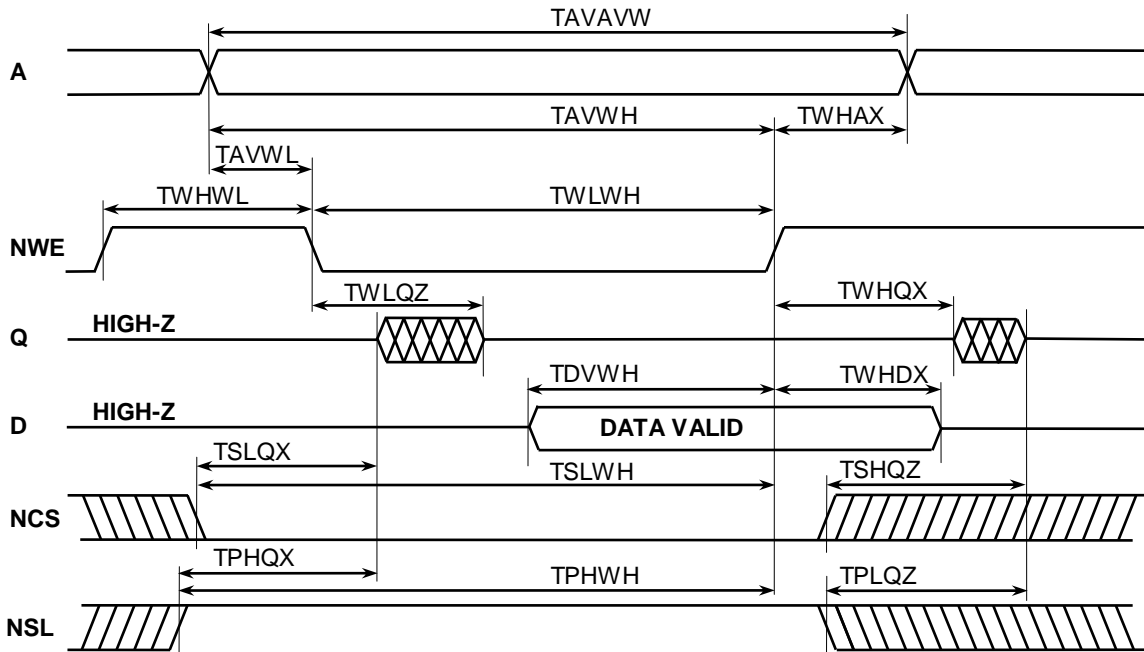 TAVAVW
A
TAVWH
TWHAX
TAVWL
TWHWL
TWLWH
NWE
TWLQZ
TWHQX
Q
HIGH-Z
TDVWH
TWHDX
D
HIGH-Z
DATA VALID
TSLQX
TSLWH
TSHQZ
NCS
TPHQX
TPHWH
TPLQZ
NSL